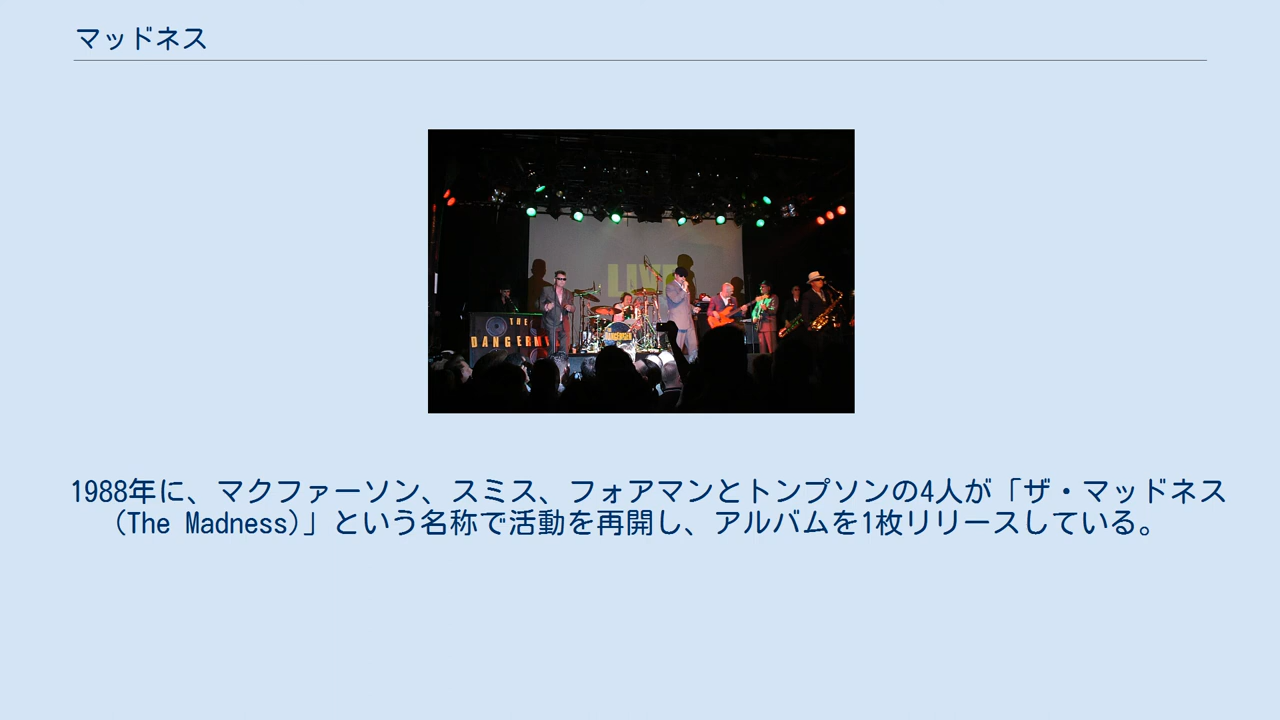 マッドネス
LIVE
THE
DANGERM
1988年に、マクファーソン、スミス、フォアマンとトンプソンの4人が「ザ・マッドネス
(The Madness)」という名称で活動を再開し、アルバムを1枚リリースしている。